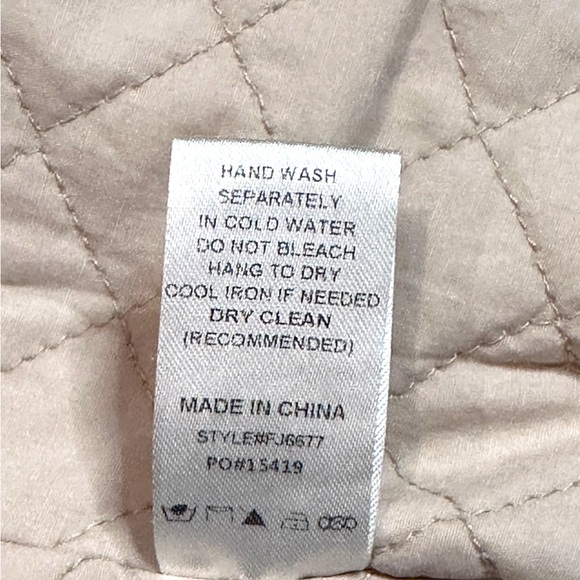 HAND WASH
SEPARATELY
IN COLD WATER
DO NOT BLEACH
HANG TO DRY
COOL IRON IF NEEDED
DRY CLEAN
(RECOMMENDED)
MADE IN CHINA
STYLE#FJ6677
PO#15419